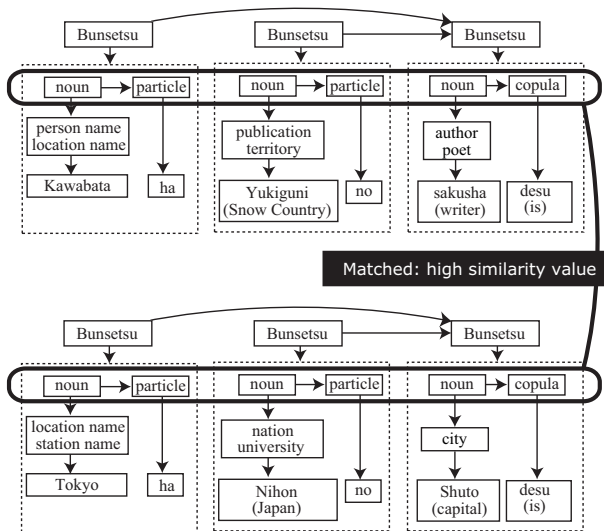 Bunsetsu Bunsetsu Bunsetsu
noun particle noun particle noun copula
person name
location name
publication
territory
author
poet
Kawabata ha
Yukiguni
(Snow Country)
no
sakusha
(writer)
desu
(is)
Matched: high similarity value
Bunsetsu Bunsetsu Bunsetsu
noun particle noun particle noun copula
location name
station name
nation
university
city
Tokyo ha
Nihon
(Japan)
no
Shuto
(capital)
desu
(is)